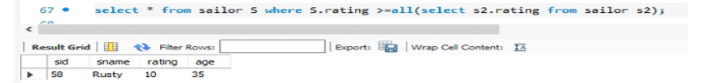 67 select * from sailor S where S.rating >=all(select s2.rating from sailor s2);
Result Grid Filter Rows: Export: Wrap Cell Content:
sid sname rating age
58 Rusty 10 35